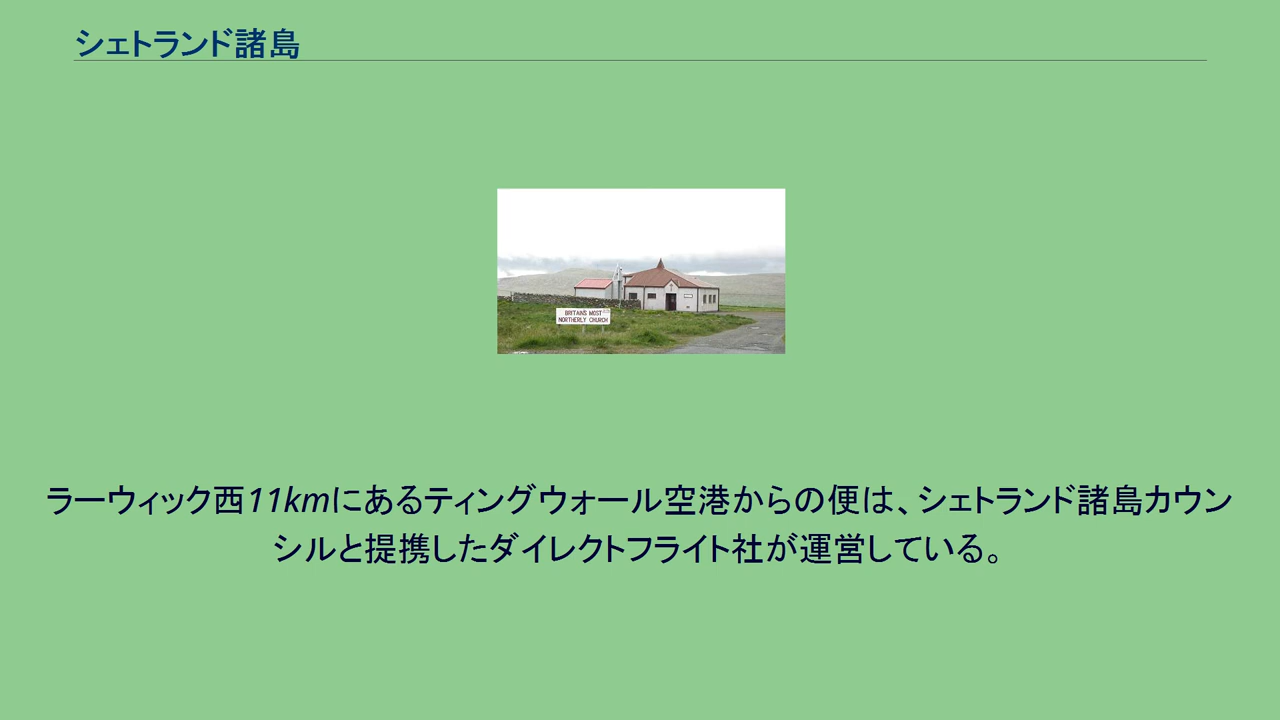 シェトランド諸島
BRITAIN'S MOST
NORTHERLY CHURCH
ラーウィック西11kmにあるティングウォール空港からの便は、シェトランド諸島カウン
シルと提携したダイレクトフライト社が運営している。